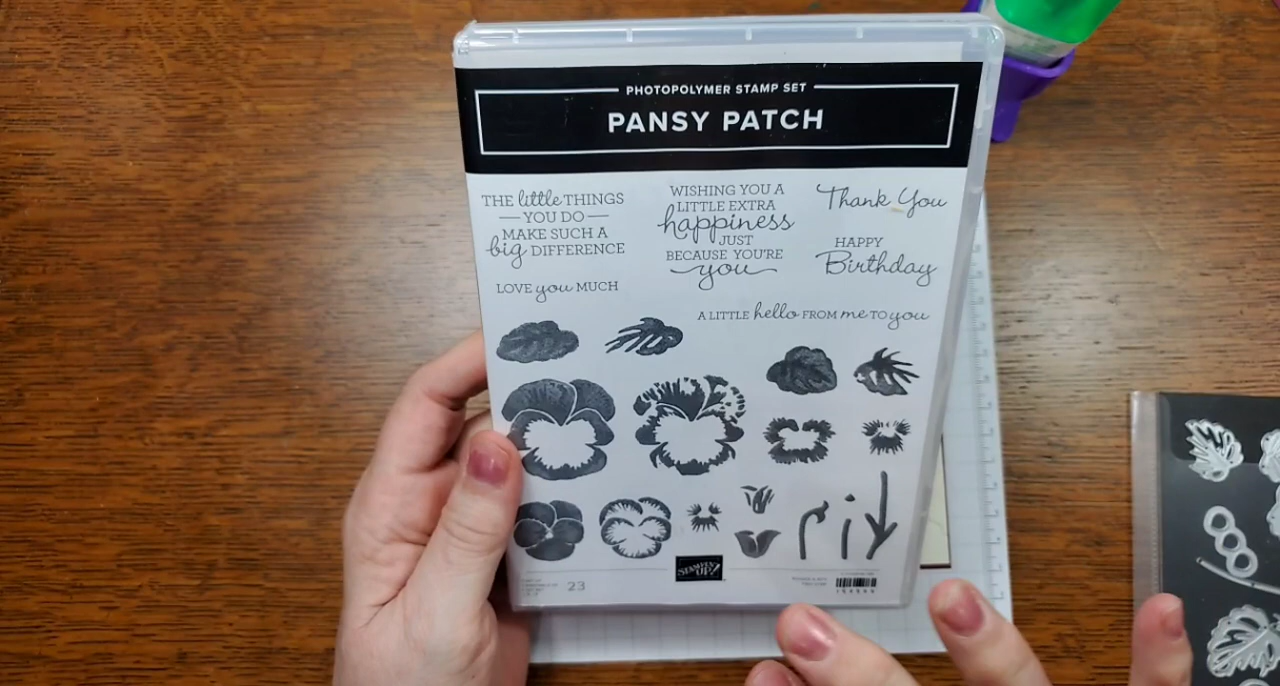 PHOTOPOLYMER STAMP SET
PANSY PATCH
THE little THINGS
YOU DO
MAKE SUCH A
big DIFFERENCE
WISHING YOU A
LITTLE EXTRA
happiness
JUST
BECAUSE YOU'RE
you
Thank You
HAPPY
Birthday
LOVE you MUCH
A LITTLE hello FROM me TO you
STAMPIN' UP!
23